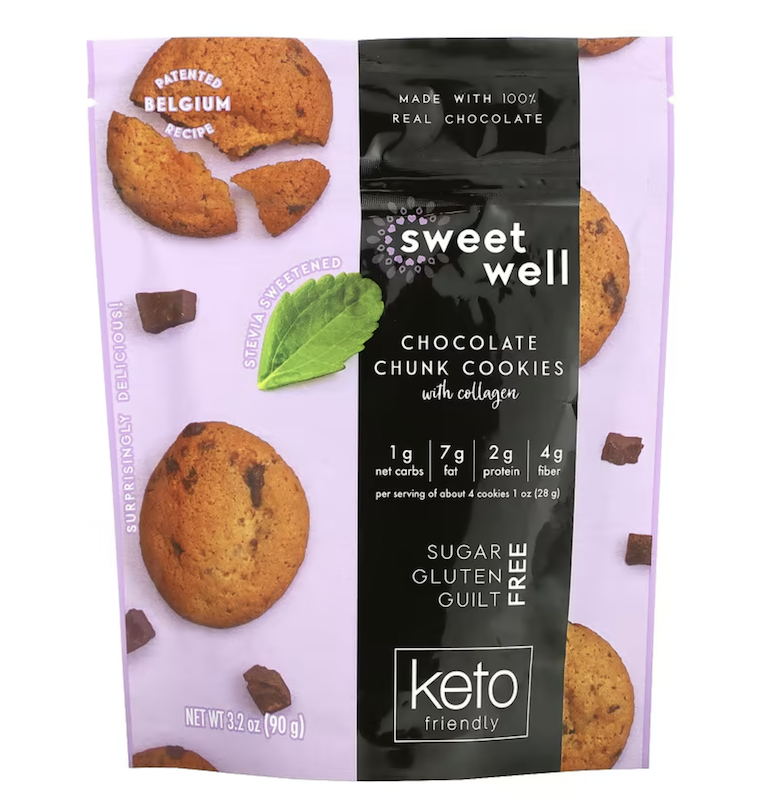 PATENTED
BELGIUM
RECIPE
MADE WITH 100%
REAL CHOCOLATE
sweet
well
STEVIA SWEETENED
SURPRISINGLY DELICIOUS!
CHOCOLATE
CHUNK COOKIES
with collagen
1g 7g 2g 4g
net carbs fat protein fiber
per serving of about 4 cookies 1 oz (28 g)
SUGAR
GLUTEN
GUILT
FREE
keto
friendly
NET WT 3.2 oz (90 g)